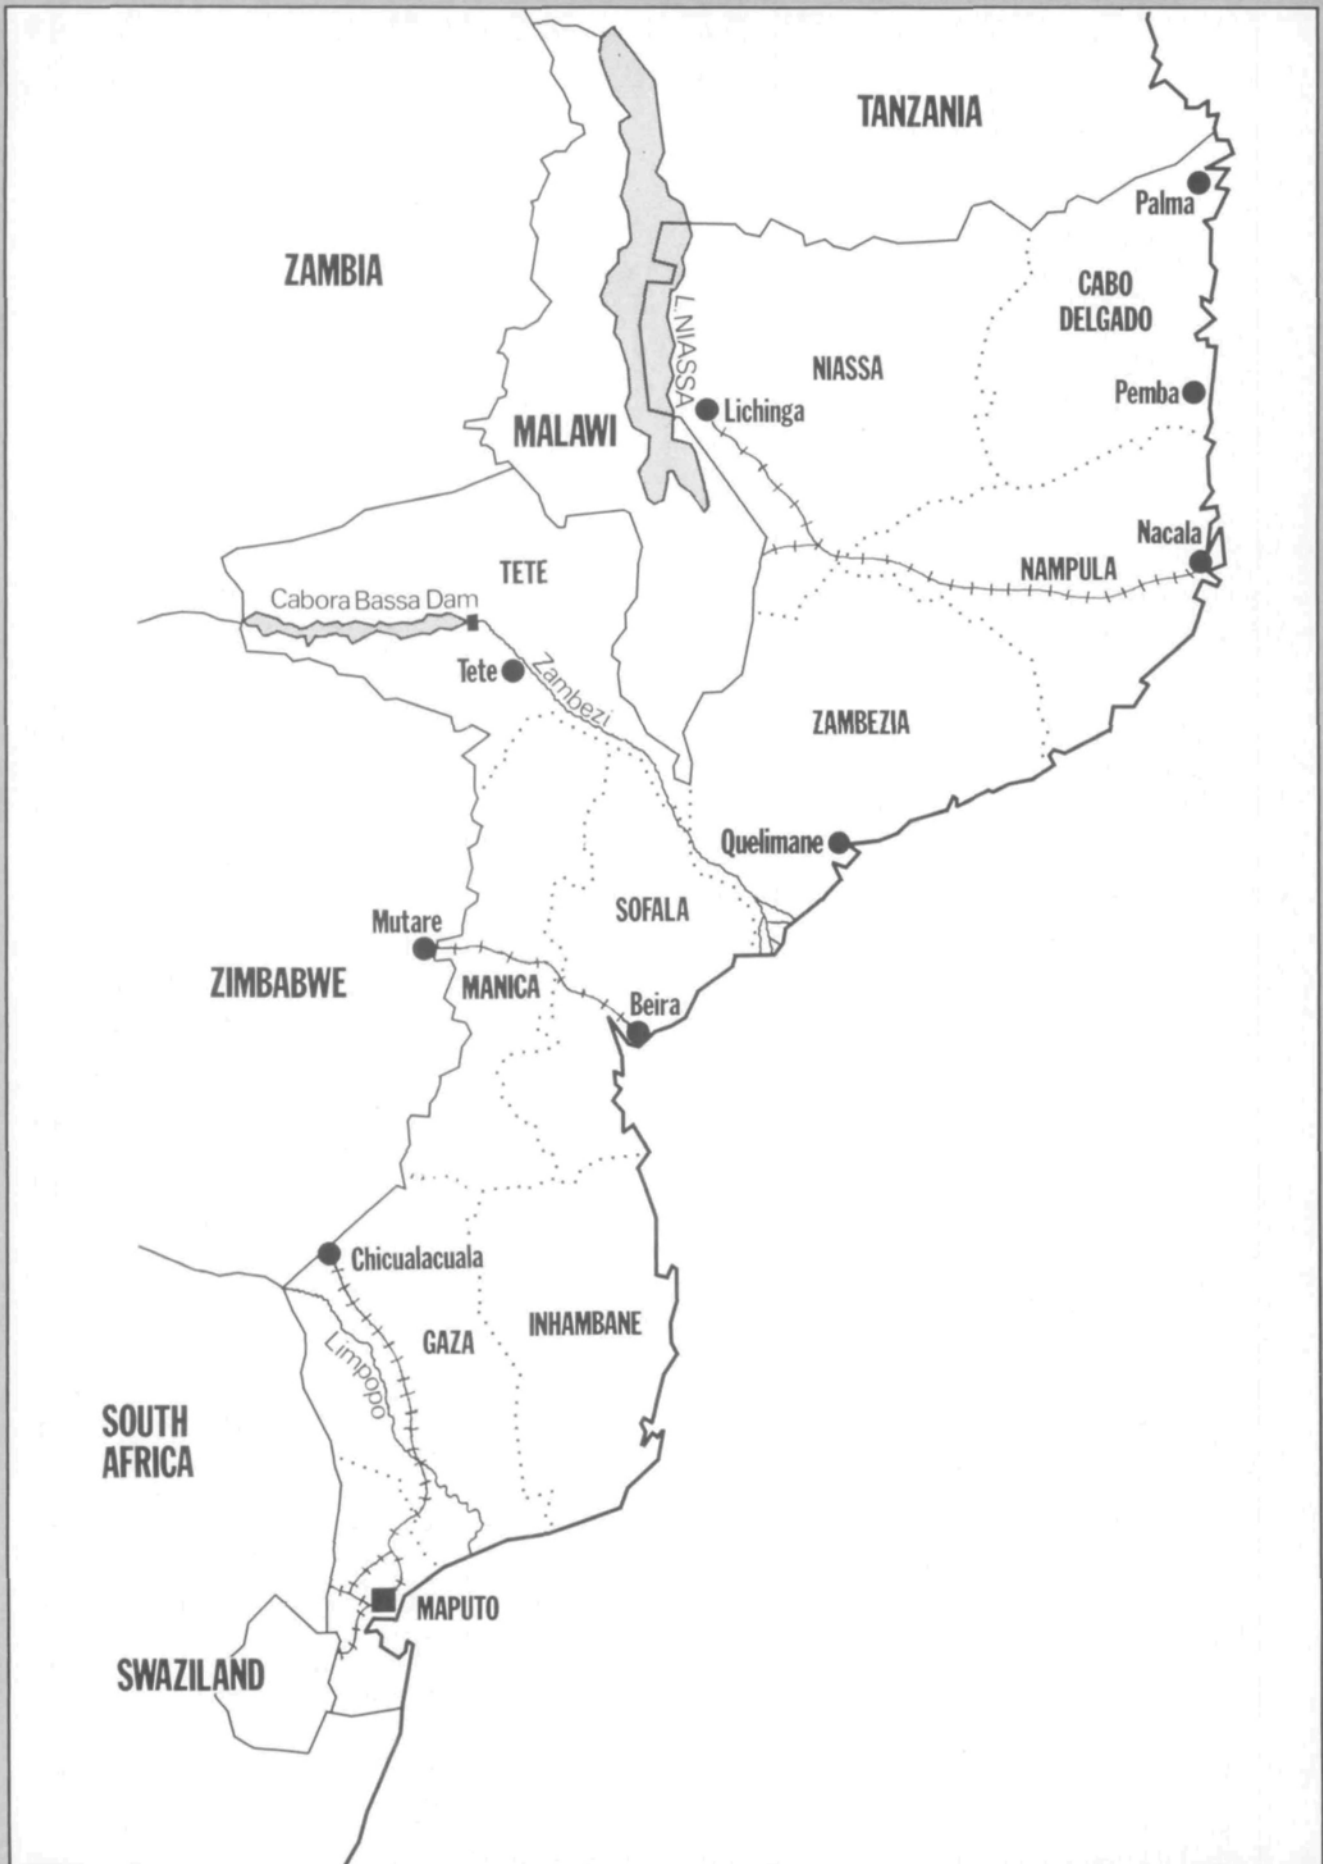 TANZANIA
Palma
ZAMBIA
CABO
DELGADO
L.NIASSA
NIASSA
Pemba
Lichinga
MALAWI
Nacala
TETE
NAMPULA
Cabora Bassa Dam
Tete
Zambezi
ZAMBEZIA
Quelimane
SOFALA
Mutare
ZIMBABWE
MANICA
Beira
Chicualacuala
INHAMBANE
GAZA
Limpopo
SOUTH
AFRICA
MAPUTO
SWAZILAND